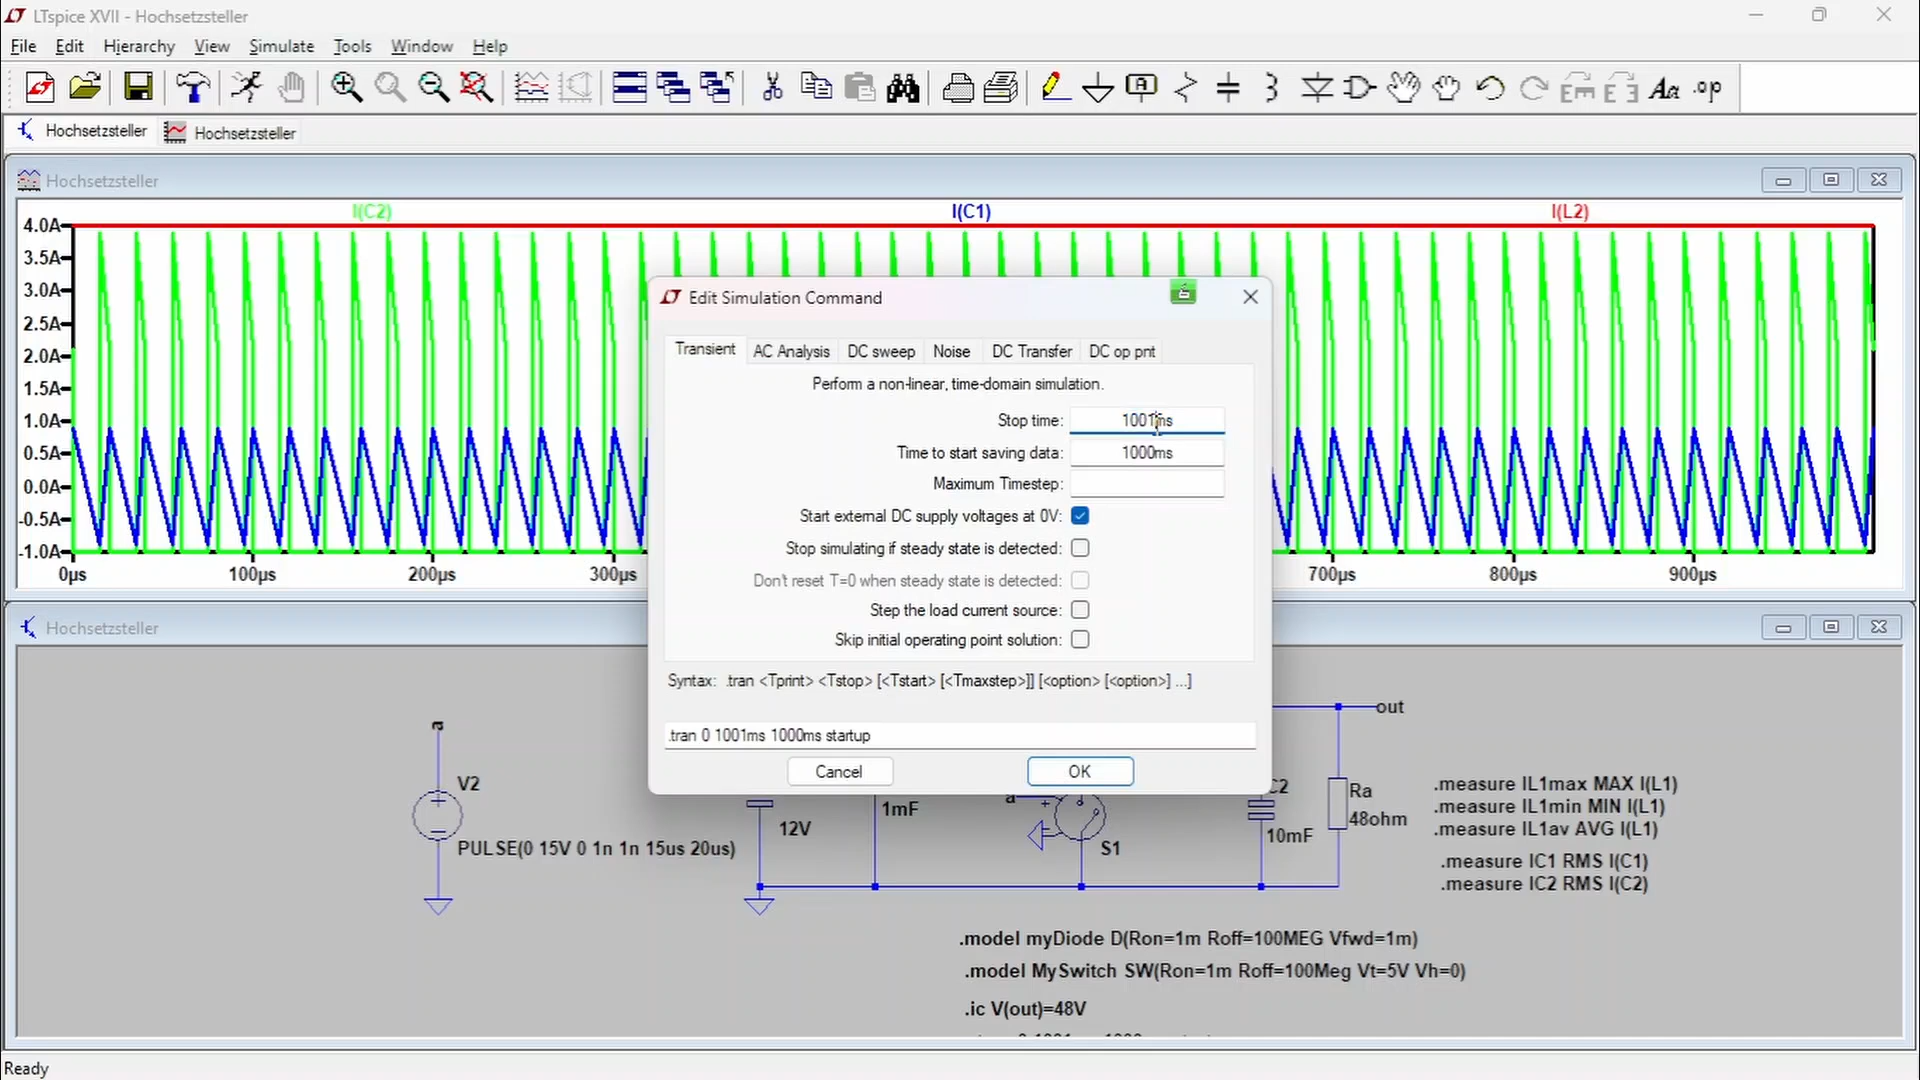 LTspice XVII - Hochsetzsteller
File Edit Hierarchy View Simulate Tools Window Help
Aa .op
Hochsetzsteller Hochsetzsteller
Hochsetzsteller
I(C2) I(C1) I(L2)
4.0A
3.5A
3.0A
2.5A
2.0A
1.5A
1.0A
0.5A
0.0A
-0.5A
-1.0A
0µs 100µs 200µs 300µs 700µs 800µs 900µs
Edit Simulation Command
Transient AC Analysis DC sweep Noise DC Transfer DC op pnt
Perform a non-linear, time-domain simulation.
Stop time: 1001ms
Time to start saving data: 1000ms
Maximum Timestep:
Start external DC supply voltages at 0V:
Stop simulating if steady state is detected:
Don't reset T=0 when steady state is detected:
Step the load current source:
Skip initial operating point solution:
Syntax: .tran <Tprint> <Tstop> [<Tstart> [<Tmaxstep>]] [<option> [<option>] ...]
.tran 0 1001ms 1000ms startup
Cancel OK
Hochsetzsteller
a
V2
PULSE(0 15V 0 1n 1n 15us 20us)
12V
1mF
a
S1
C2
10mF
out
Ra
48ohm
.measure IL1max MAX I(L1)
.measure IL1min MIN I(L1)
.measure IL1av AVG I(L1)
.measure IC1 RMS I(C1)
.measure IC2 RMS I(C2)
.model myDiode D(Ron=1m Roff=100MEG Vfwd=1m)
.model MySwitch SW(Ron=1m Roff=100Meg Vt=5V Vh=0)
.ic V(out)=48V
Ready